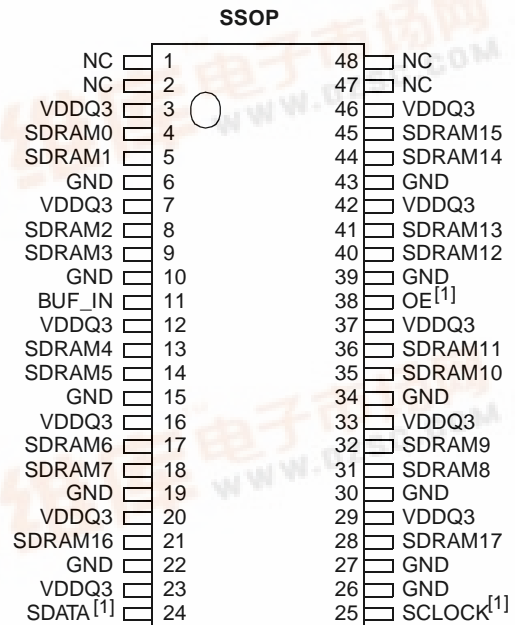 SSOP
NC 1 48 NC
NC 2 47 NC
VDDQ3 3 46 VDDQ3
SDRAM0 4 45 SDRAM15
SDRAM1 5 44 SDRAM14
GND 6 43 GND
VDDQ3 7 42 VDDQ3
SDRAM2 8 41 SDRAM13
SDRAM3 9 40 SDRAM12
GND 10 39 GND
BUF_IN 11 38 OE[1]
VDDQ3 12 37 VDDQ3
SDRAM4 13 36 SDRAM11
SDRAM5 14 35 SDRAM10
GND 15 34 GND
VDDQ3 16 33 VDDQ3
SDRAM6 17 32 SDRAM9
SDRAM7 18 31 SDRAM8
GND 19 30 GND
VDDQ3 20 29 VDDQ3
SDRAM16 21 28 SDRAM17
GND 22 27 GND
VDDQ3 23 26 GND
SDATA[1] 24 25 SCLOCK[1]